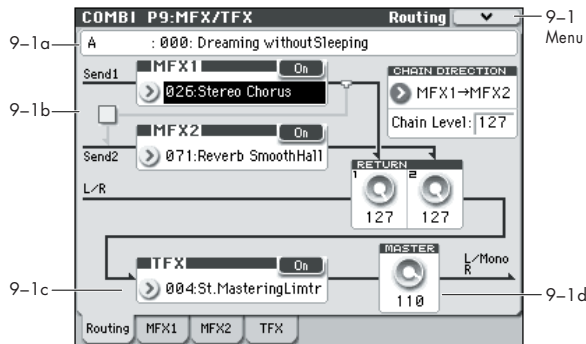 COMBI P9:MFX/TFX Routing
9-1
Menu
9-1a
A :000: Dreaming withoutSleeping
Send1
MFX1 On
026:Stereo Chorus
CHAIN DIRECTION
MFX1→MFX2
Chain Level: 127
9-1b
MFX2 On
071:Reverb SmoothHall
Send2
L/R
RETURN
1 2
127 127
9-1c
TFX On
004:St.MasteringLimtr
MASTER
110
L/Mono
R
9-1d
Routing MFX1 MFX2 TFX